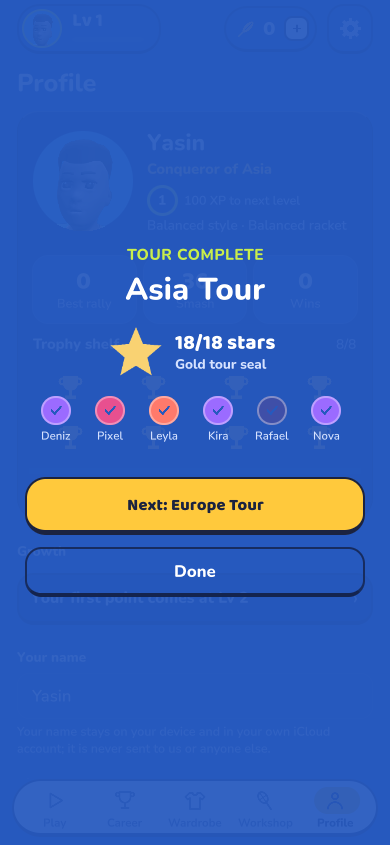 Lv 1
0
Profile
Yasin
Conqueror of Asia
1
100 XP to next level
Balanced style · Balanced racket
TOUR COMPLETE
0
0
Asia Tour
Best rally
Wins
Trophy shelf
8/8
18/18 stars
Gold tour seal
Deniz
Pixel
Leyla
Kira
Rafael
Nova
Next: Europe Tour
Growth
Done
Your first point comes at Lv 2
Your name
Yasin
Your name stays on your device and in your own iCloud
account; it is never sent to us or anyone else.
Play
Career
Wardrobe
Workshop
Profile